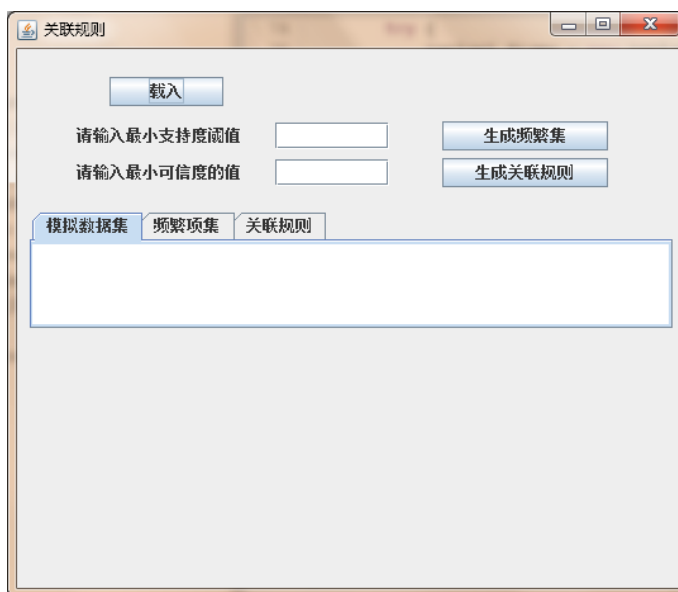 关联规则
载入
请输入最小支持度阈值 生成频繁集
请输入最小可信度的值 生成关联规则
模拟数据集 频繁项集 关联规则